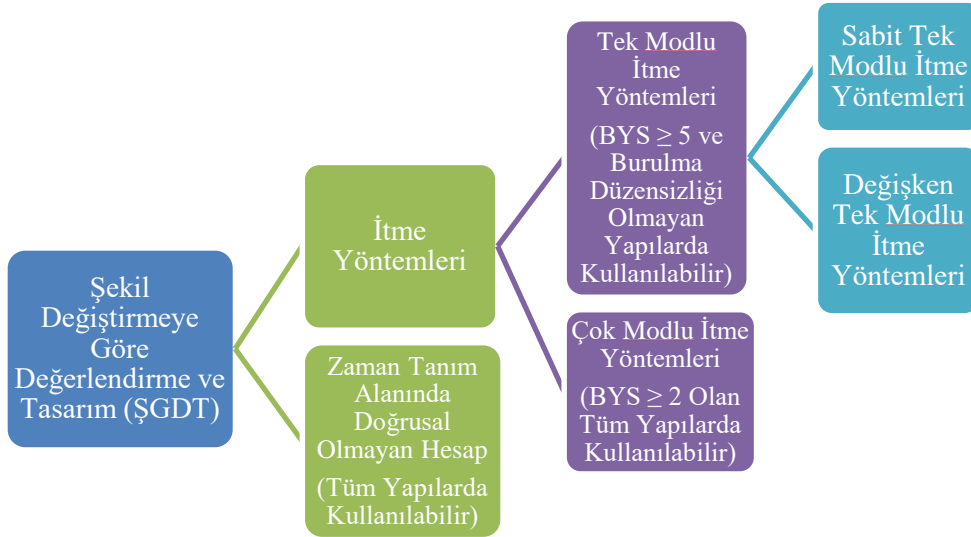 Şekil
Değiştirmeye
Göre
Değerlendirme ve
Tasarım (ŞGDT)
İtme
Yöntemleri
Zaman Tanım
Alanında
Doğrusal
Olmayan Hesap
(Tüm Yapılarda
Kullanılabilir)
Tek Modlu
İtme
Yöntemleri
(BYS ≥ 5 ve
Burulma
Düzensizliği
Olmayan
Yapılarda
Kullanılabilir)
Çok Modlu İtme
Yöntemleri
(BYS ≥ 2 Olan
Tüm Yapılarda
Kullanılabilir)
Sabit Tek
Modlu İtme
Yöntemleri
Değişken
Tek Modlu
İtme
Yöntemleri